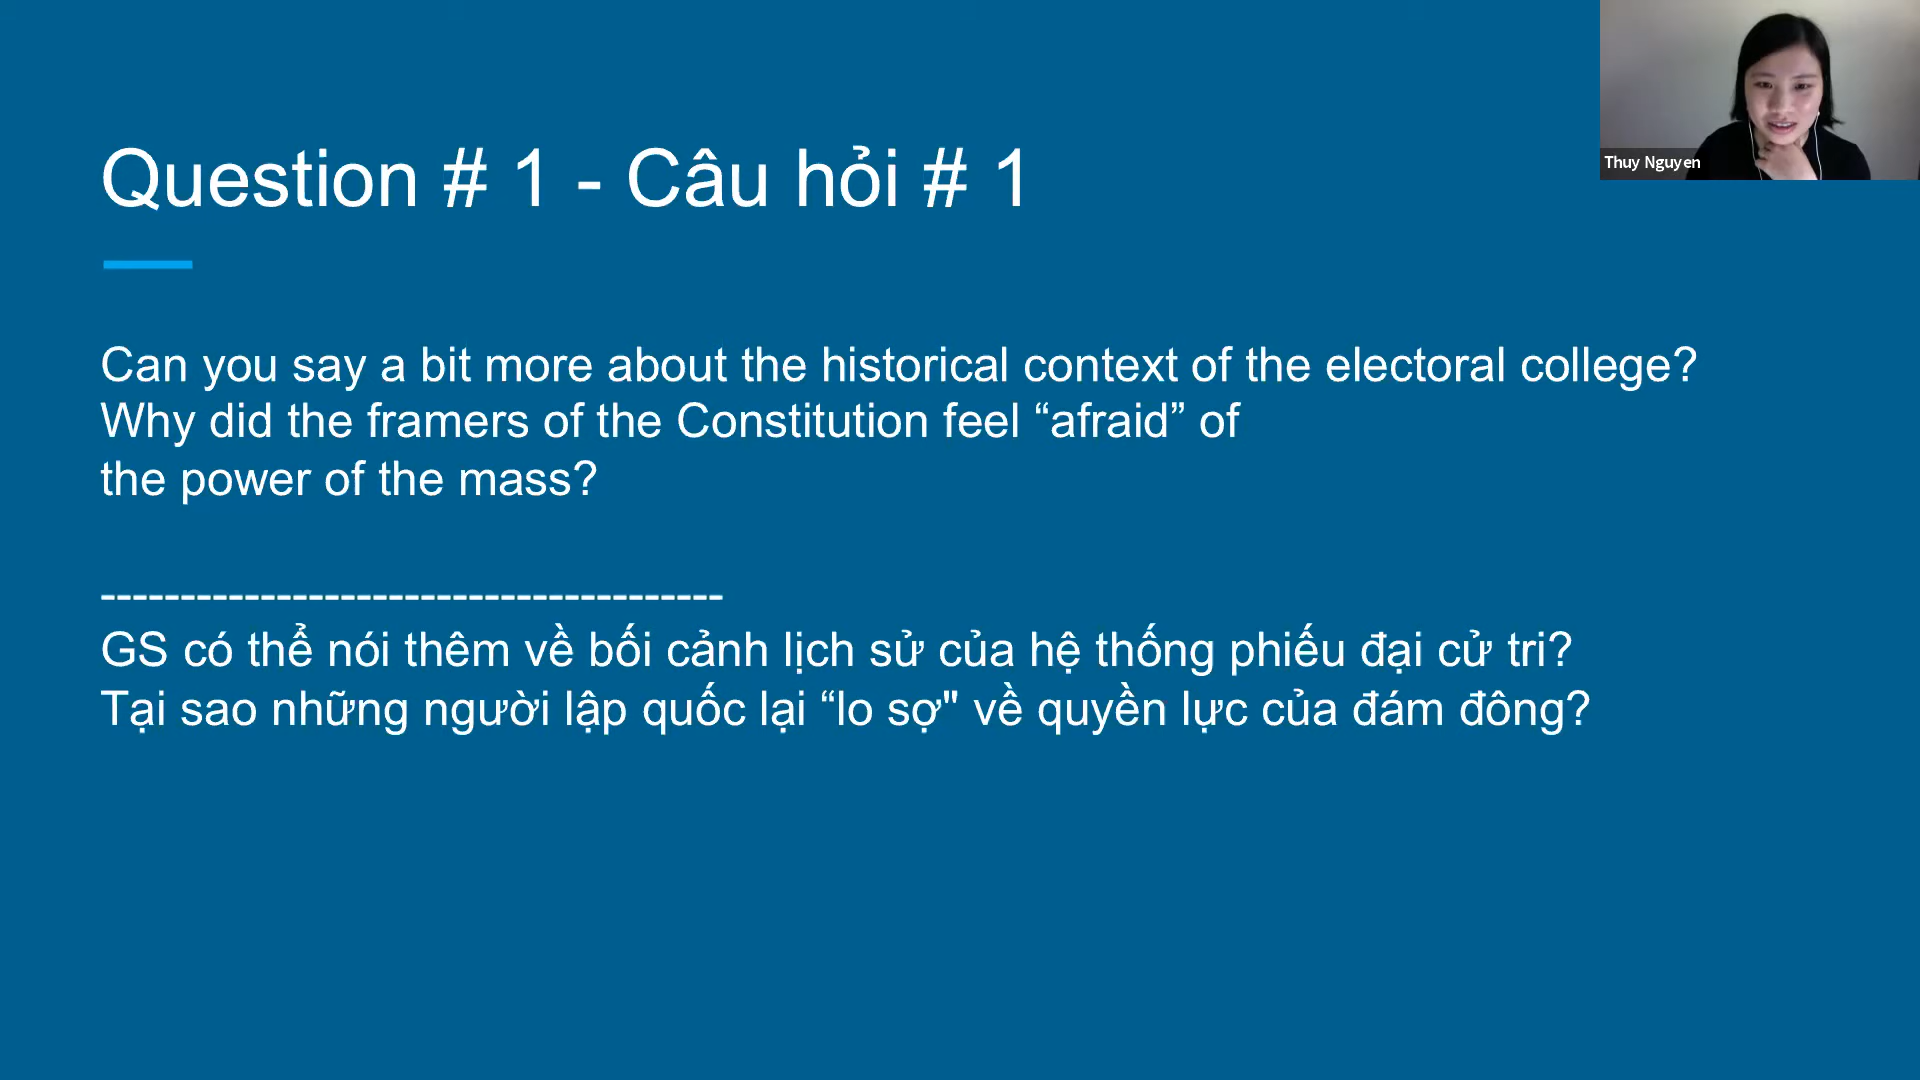 Question # 1 - Câu hỏi # 1
Thuy Nguyen
Can you say a bit more about the historical context of the electoral college?
Why did the framers of the Constitution feel “afraid” of
the power of the mass?
---------------------------------------
GS có thể nói thêm về bối cảnh lịch sử của hệ thống phiếu đại cử tri?
Tại sao những người lập quốc lại “lo sợ" về quyền lực của đám đông?